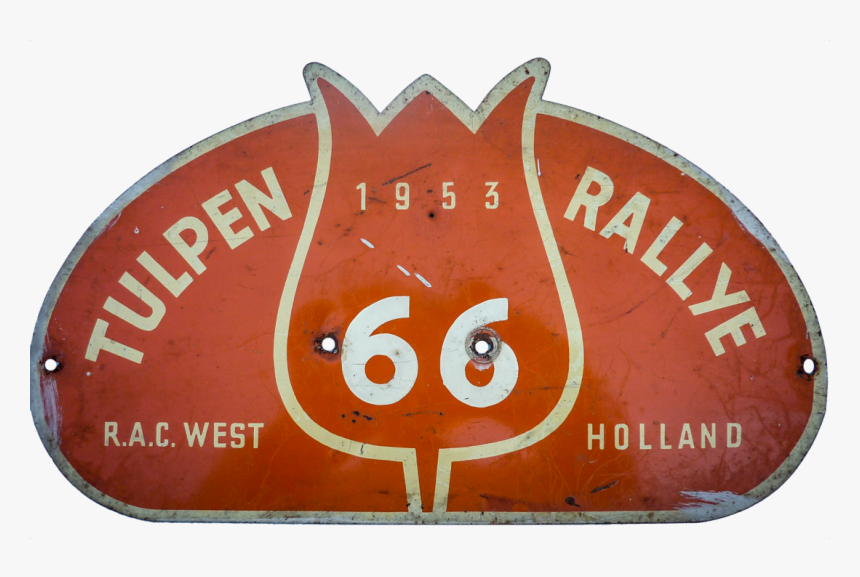 TULPEN RALLYE
1953
66
R.A.C. WEST HOLLAND